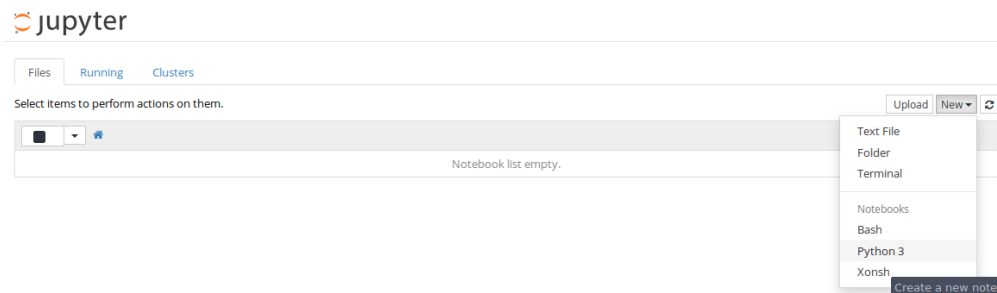 jupyter
Files Running Clusters
Select items to perform actions on them.
Upload New
Notebook list empty.
Text File
Folder
Terminal
Notebooks
Bash
Python 3
Xonsh
Create a new note